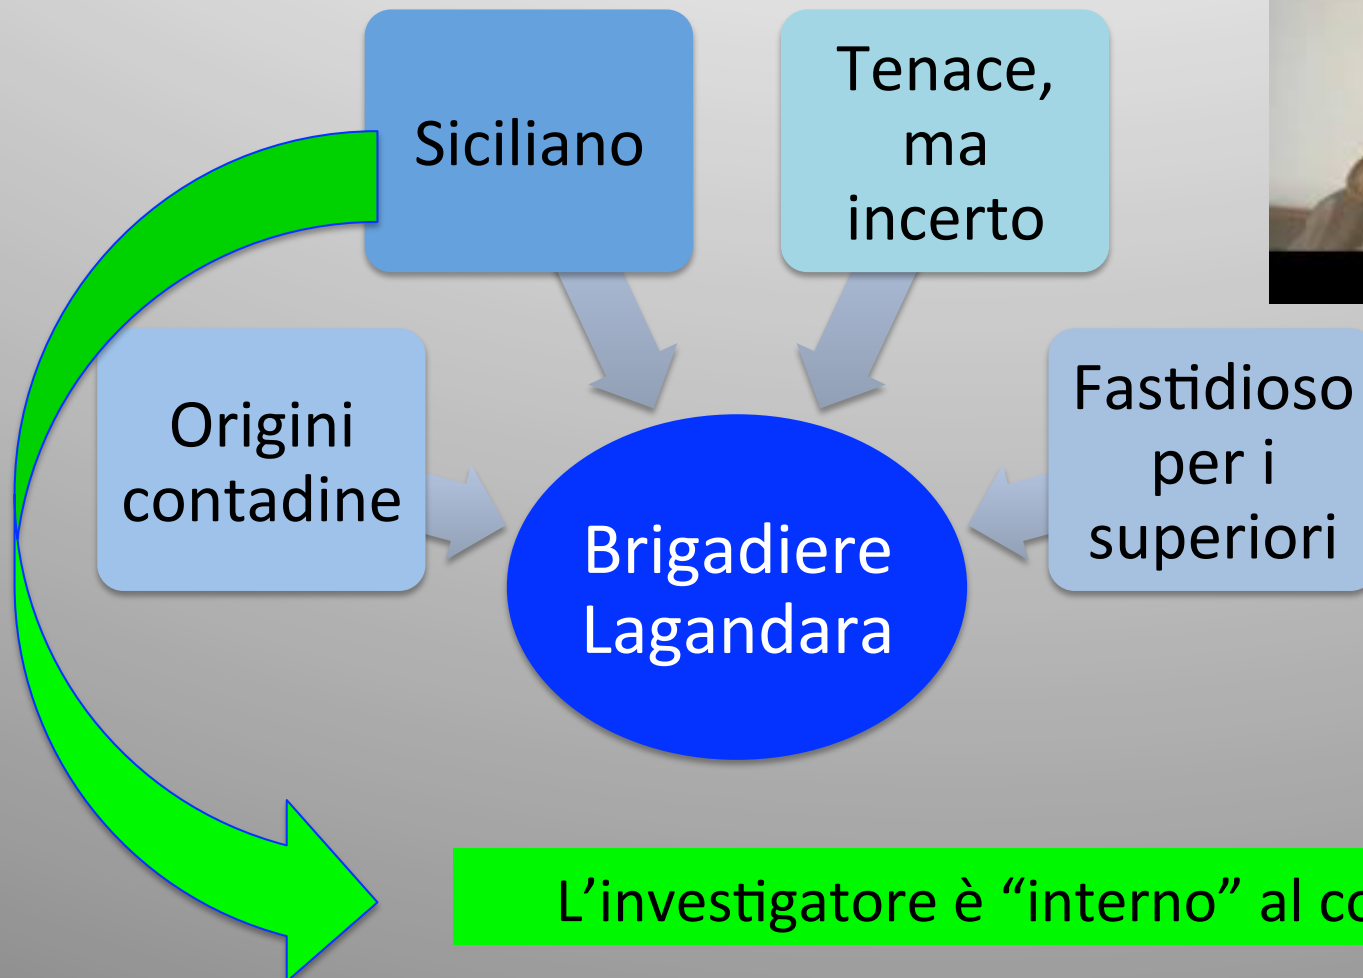 Siciliano
Tenace,
ma
incerto
Origini
contadine
Fastidioso
per i
superiori
Brigadiere
Lagandara
L’investigatore è “interno” al